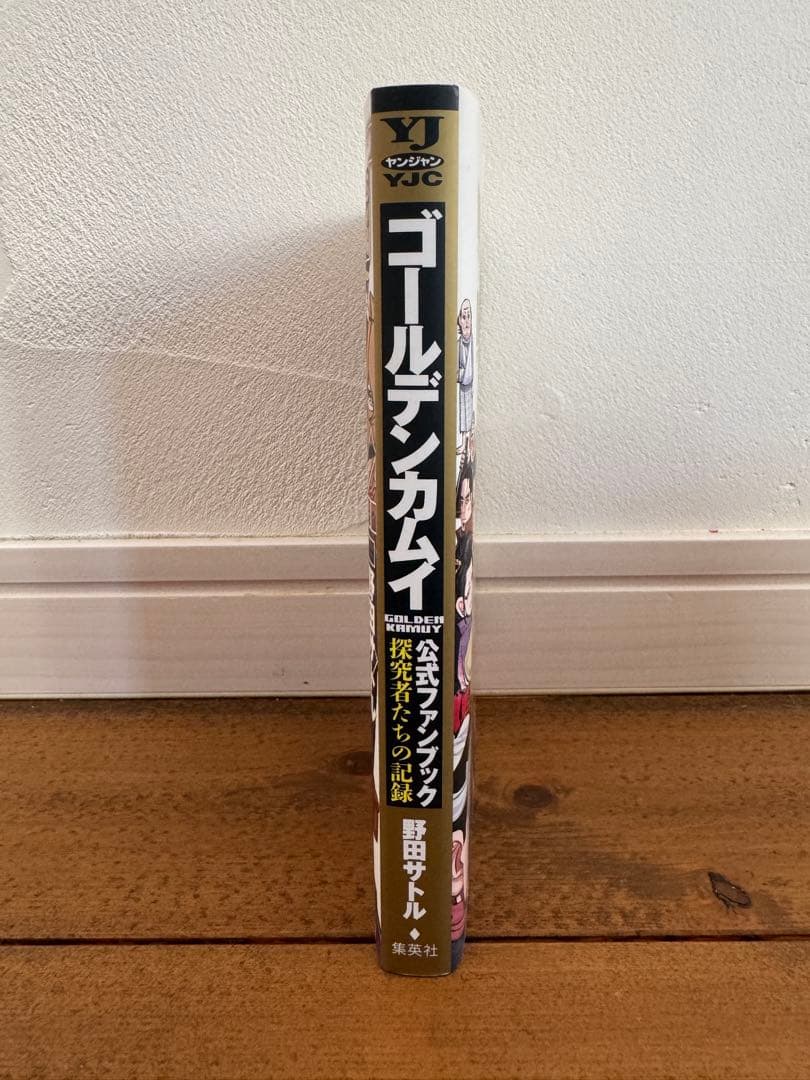 YJ
ヤンジャン
YJC
ゴールデンカムイ
GOLDEN
KAMUY
公式ファンブック
探究者たちの記録
野田サトル
集英社